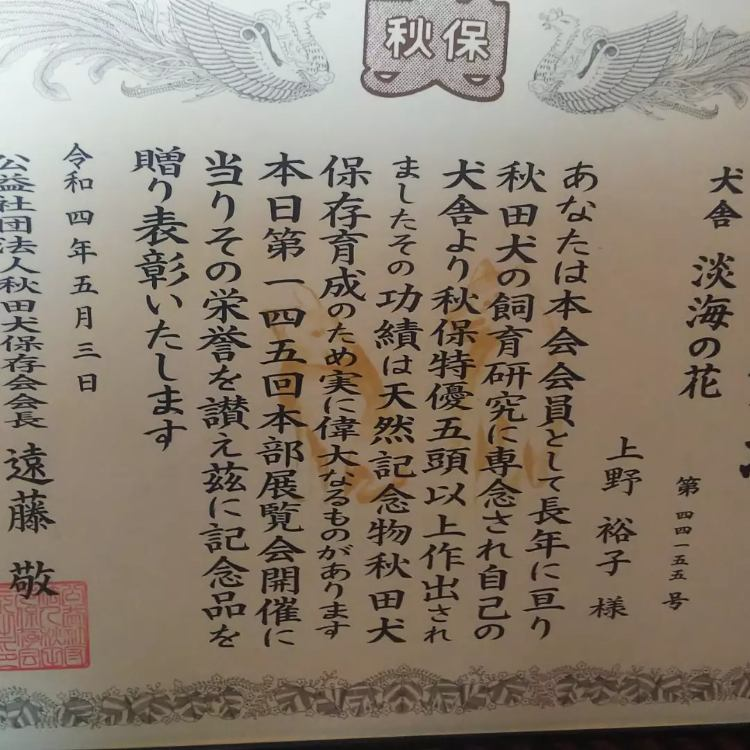 秋保
犬舎 淡海の花
第四四一五五号
上野 裕子 様
あなたは本会会員として長年に亘り
秋田犬の飼育研究に専念され自己の
犬舎より秋保特優五頭以上作出され
ましたその功績は天然記念物秋田犬
保存育成のため実に偉大なるものがあります
本日第一四五回本部展覧会開催に
当りその栄誉を讃え茲に記念品を
贈り表彰いたします
令和四年五月三日
公益社団法人秋田犬保存会会長 遠藤 敬